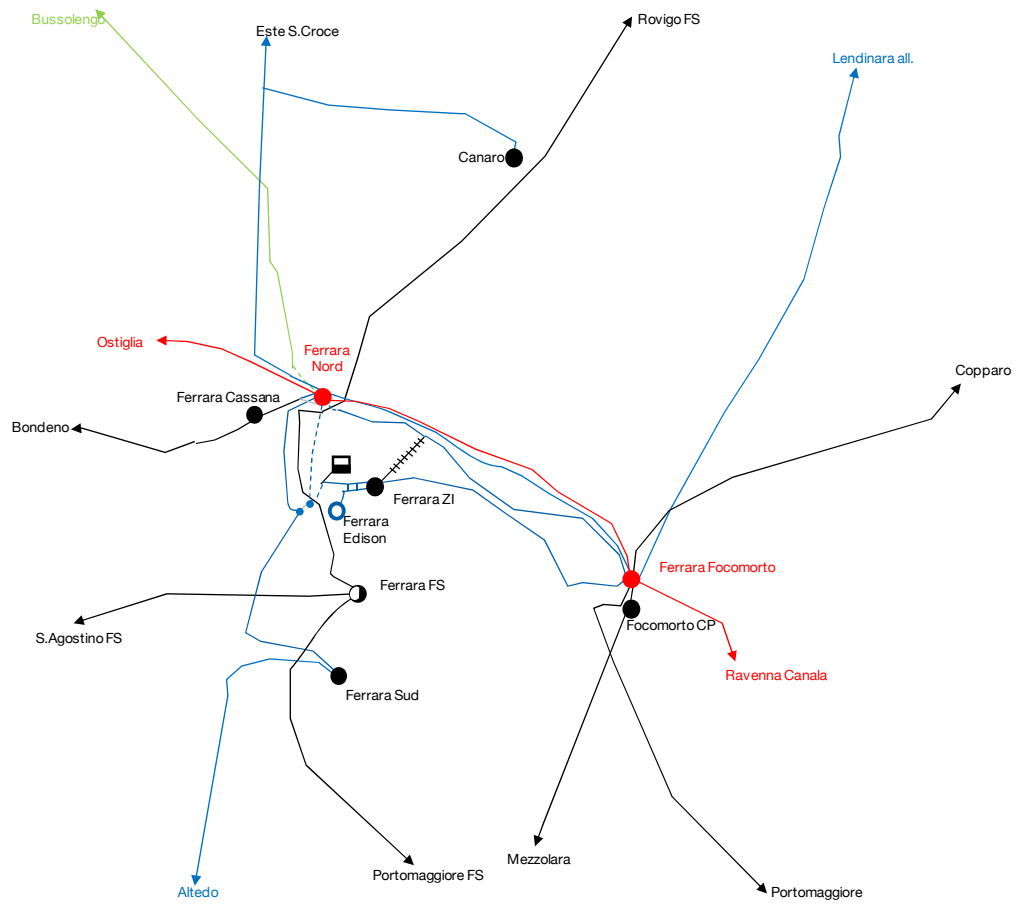 Bussolengo
Rovigo FS
Este S.Croce
Lendinara all.
Canaro
Ostiglia
Ferrara
Nord
Copparo
Ferrara Cassana
Bondeno
Ferrara ZI
Ferrara
Edison
Ferrara Focomorto
Ferrara FS
Focomorto CP
S.Agostino FS
Ravenna Canala
Ferrara Sud
Mezzolara
Portomaggiore FS
Altedo
Portomaggiore